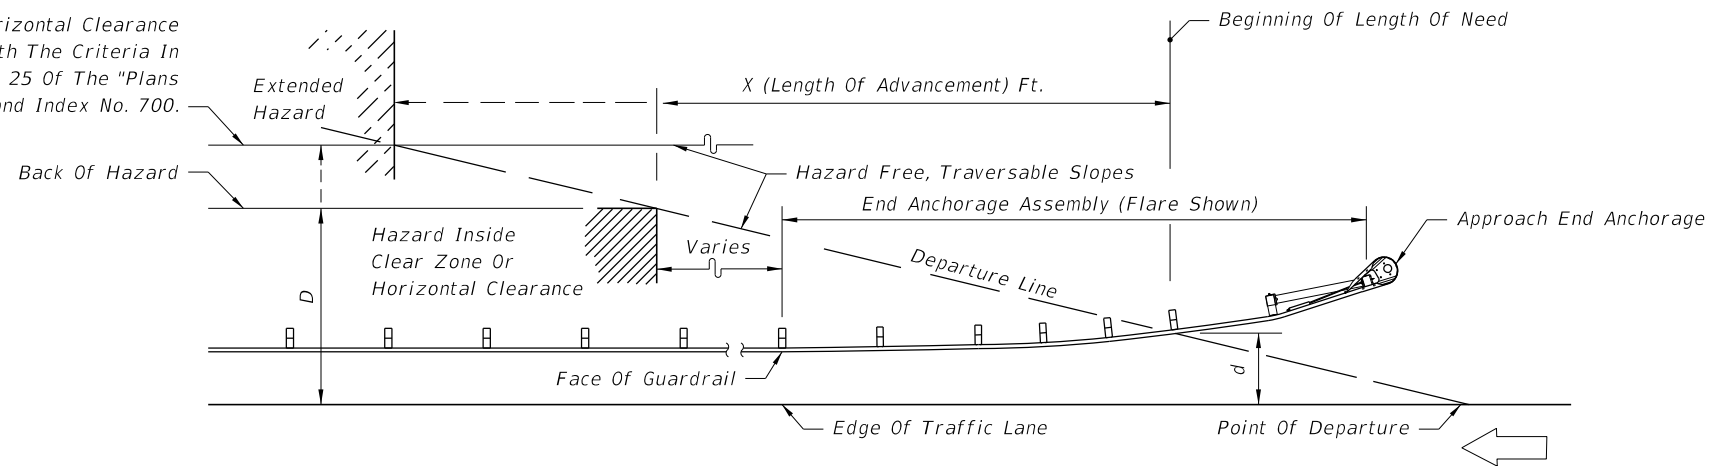 rizontal Clearance
th The Criteria In
25 Of The "Plans
and Index No. 700.
Back Of Hazard
Extended
Hazard
X (Length Of Advancement) Ft.
Beginning Of Length Of Need
Hazard Free, Traversable Slopes
End Anchorage Assembly (Flare Shown)
Approach End Anchorage
Hazard Inside
Clear Zone Or
Horizontal Clearance
Varies
Departure Line
D
d
Face Of Guardrail
Edge Of Traffic Lane
Point Of Departure